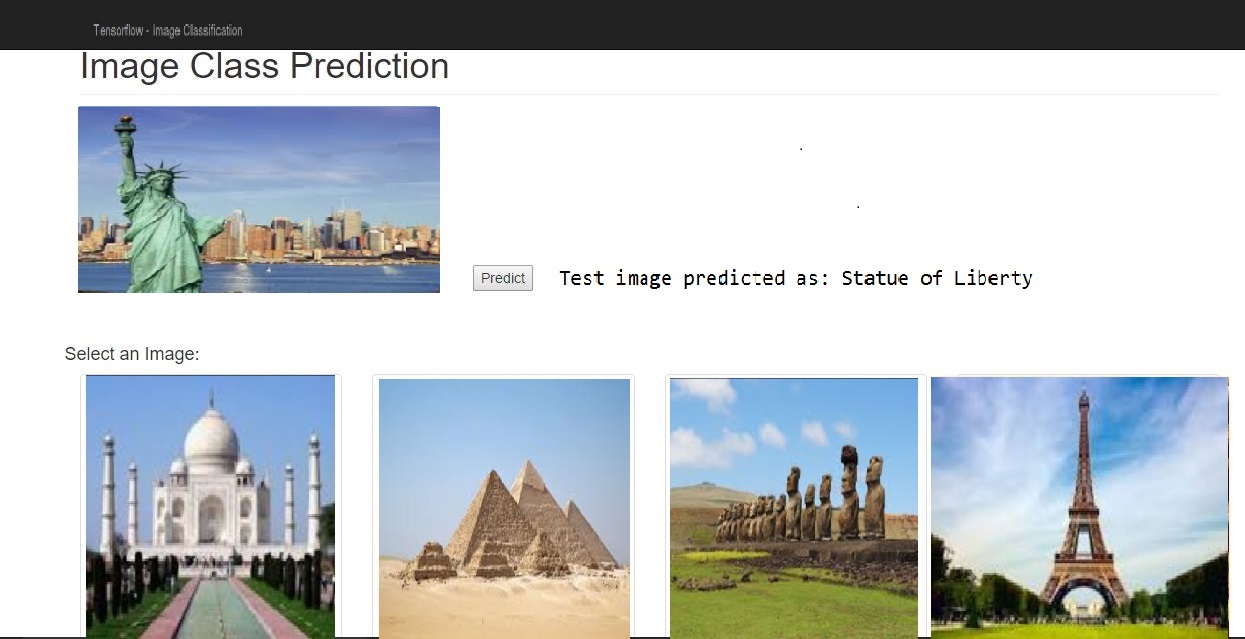 Tensorflow - Image Classification
Image Class Prediction
Predict
Test image predicted as: Statue of Liberty
Select an Image: